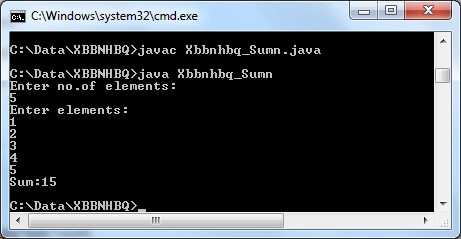 C:\Windows\system32\cmd.exe
C:\Data\XBBNHBQ>javac Xbbnhbq_Sumn.java
C:\Data\XBBNHBQ>java Xbbnhbq_Sumn
Enter no.of elements:
5
Enter elements:
1
2
3
4
5
Sum:15
C:\Data\XBBNHBQ>_